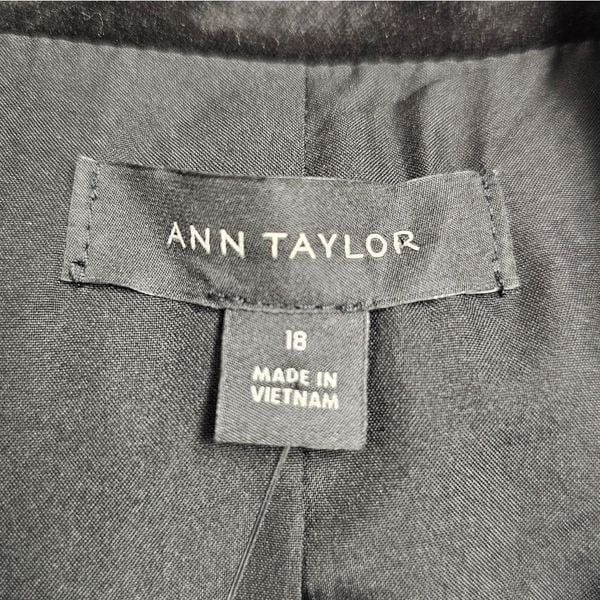 ANN TAYLOR
18
MADE IN
VIETNAM